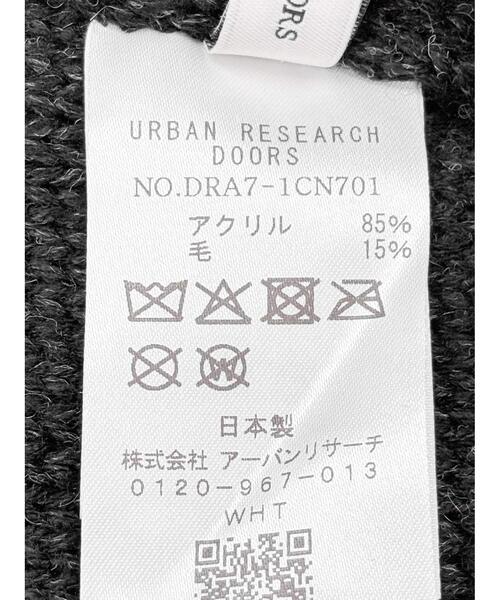 OORS
URBAN RESEARCH
DOORS
NO.DRA7-1CN701
アクリル 85%
毛 15%
W
日本製
株式会社 アーバンリサーチ
0120-967-013
WHT